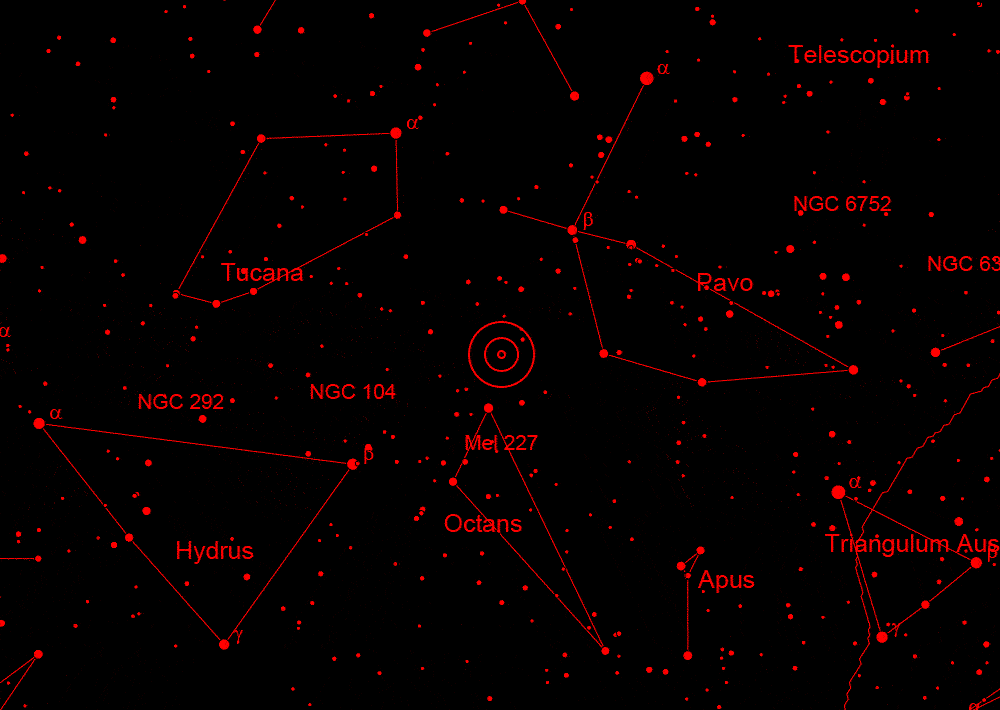 α
Telescopium
α
NGC 6752
β
Tucana
NGC 63
Pavo
α
NGC 104
NGC 292
α
Mel 227
β
α
Octans
Triangulum Aus
Hydrus
β
Apus
γ
γ